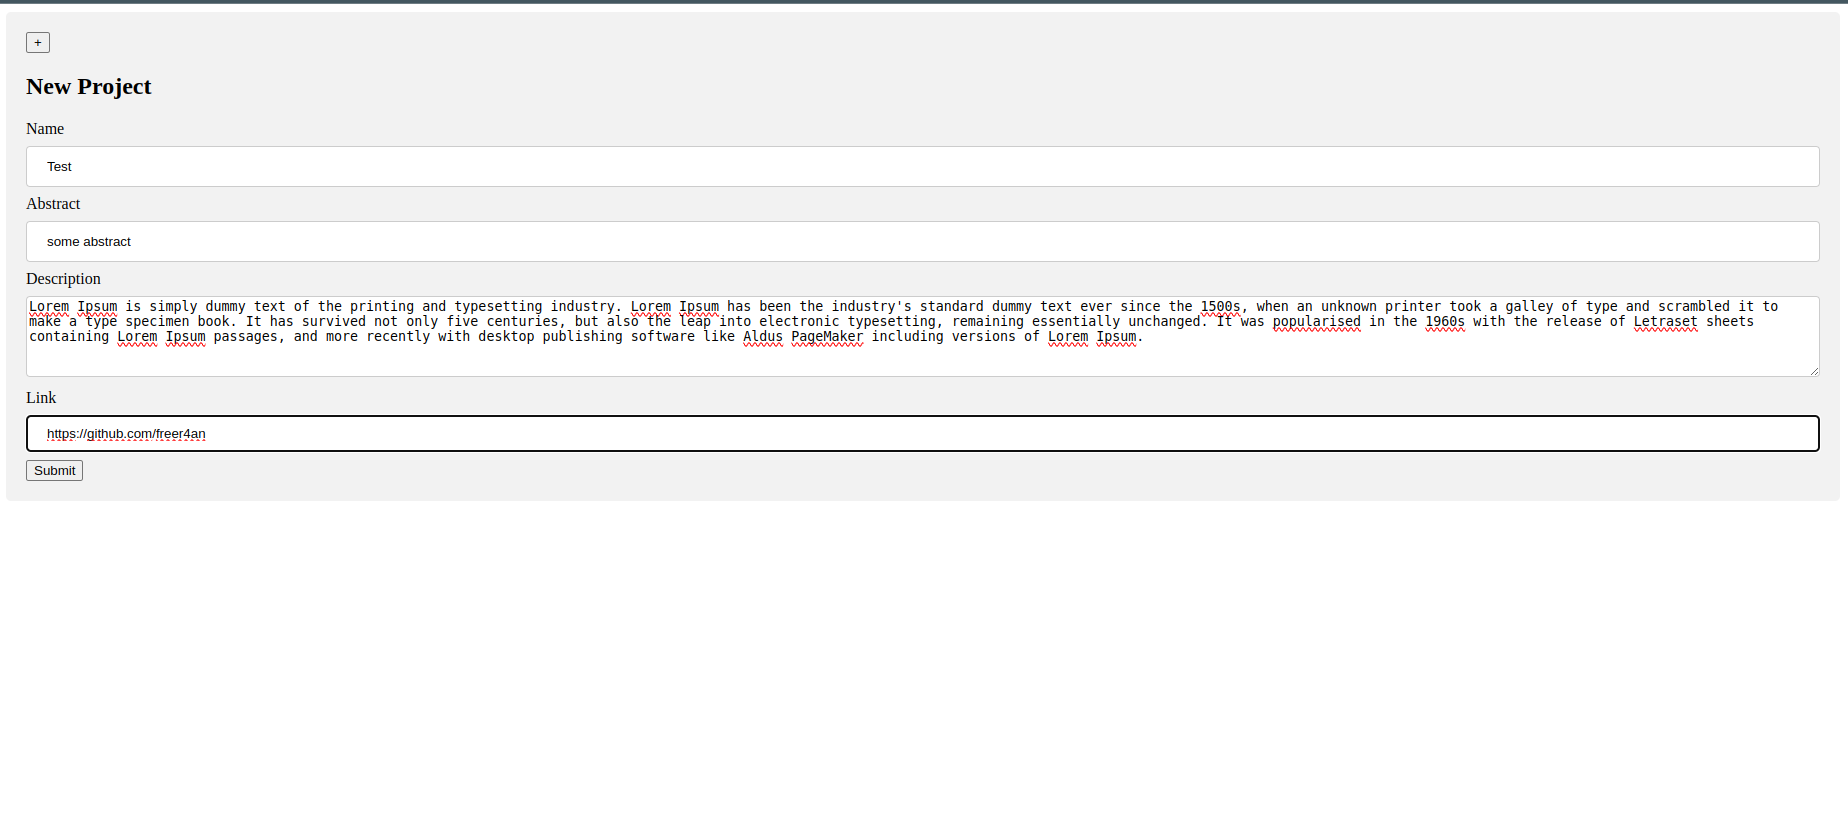 +
New Project
Name
Test
Abstract
some abstract
Description
Lorem Ipsum is simply dummy text of the printing and typesetting industry. Lorem Ipsum has been the industry's standard dummy text ever since the 1500s, when an unknown printer took a galley of type and scrambled it to
make a type specimen book. It has survived not only five centuries, but also the leap into electronic typesetting, remaining essentially unchanged. It was popularised in the 1960s with the release of Letraset sheets
containing Lorem Ipsum passages, and more recently with desktop publishing software like Aldus PageMaker including versions of Lorem Ipsum.
Link
https://github.com/freer4an
Submit